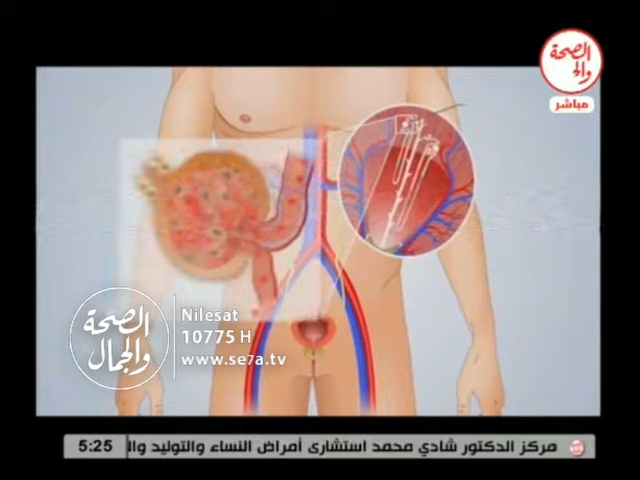 الصحة
والجـ
مباشر
الصحة
والجمال
Nilesat
10775 H
www.se7a.tv
5:25
مركز الدكتور شادي محمد استشارى أمراض النساء والتوليد وال